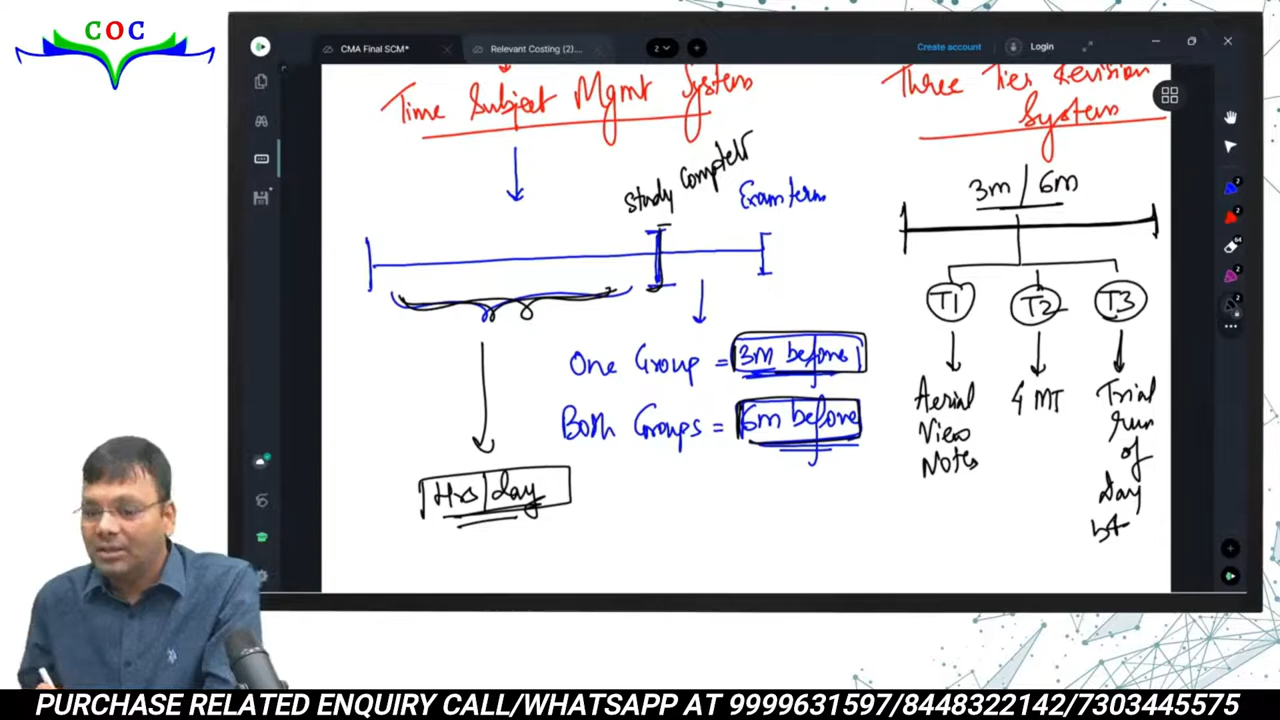 COC
CMA Final SCM*
Relevant Costing (2)....
2
Create account
Login
Time Subject Mgmt System
Three Tier Revision
System
Study Complete
Exam term
3m / 6m
T1 T2 T3
One Group = 3m before
Both Groups = 6m before
Hrs/day
Aerial
View
Notes
4 MT
Trial
run
of
day
PURCHASE RELATED ENQUIRY CALL/WHATSAPP AT 9999631597/8448322142/7303445575